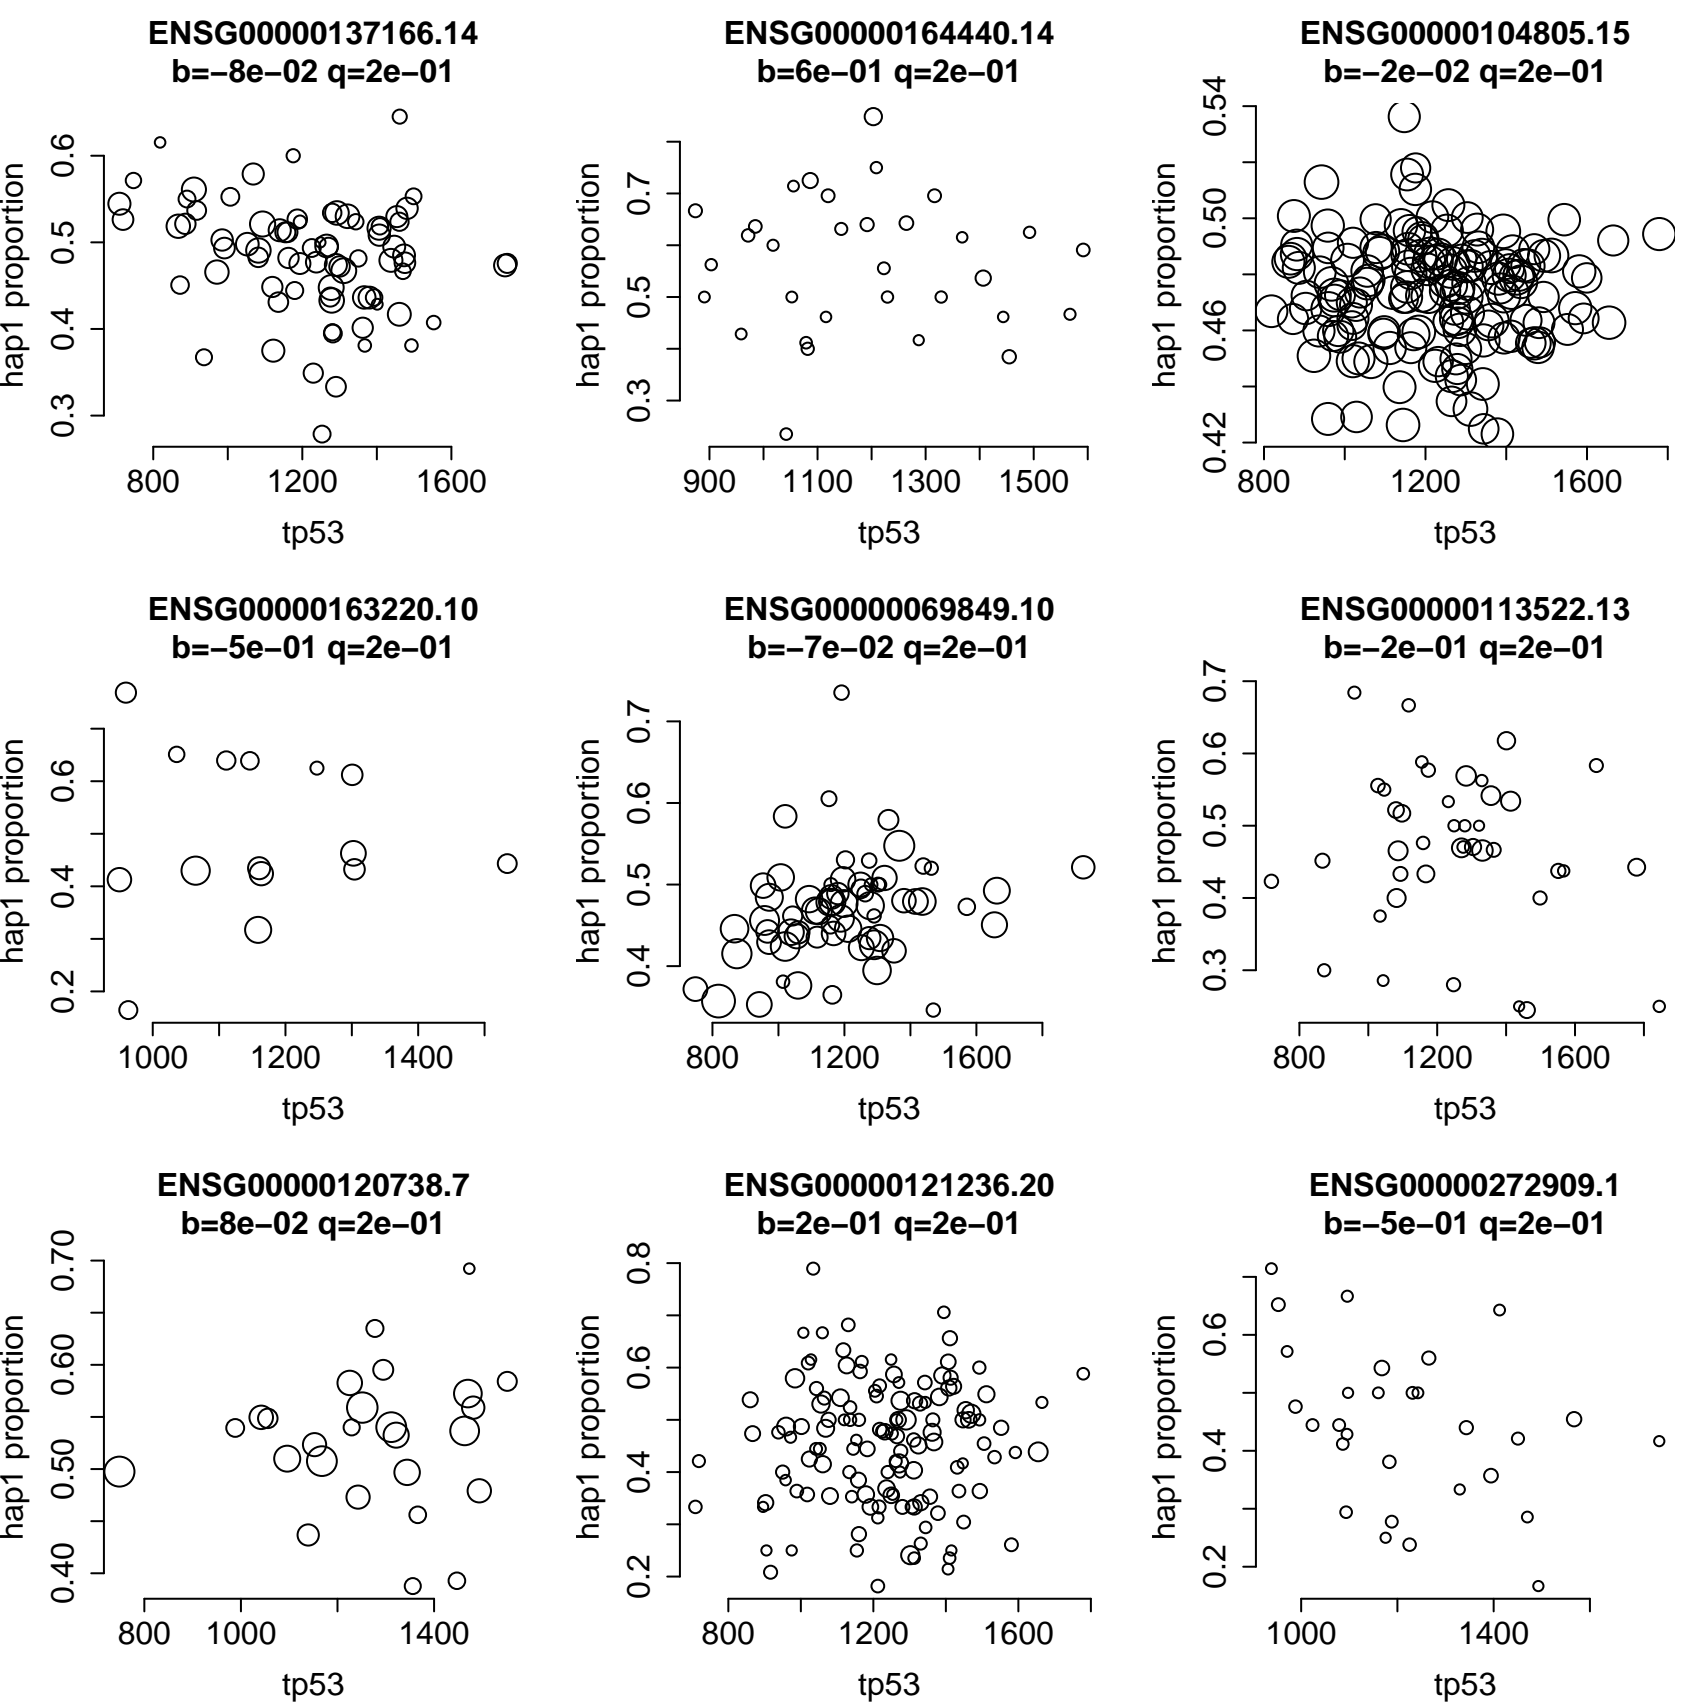 ENSG00000137166.14
b=−8e−02 q=2e−01
hap1 proportion
0.3 0.4 0.5 0.6
800 1200 1600
tp53
ENSG00000164440.14
b=6e−01 q=2e−01
hap1 proportion
0.3 0.5 0.7
900 1100 1300 1500
tp53
ENSG00000104805.15
b=−2e−02 q=2e−01
hap1 proportion
0.42 0.46 0.50 0.54
800 1200 1600
tp53
ENSG00000163220.10
b=−5e−01 q=2e−01
hap1 proportion
0.2 0.4 0.6
1000 1200 1400
tp53
ENSG00000069849.10
b=−7e−02 q=2e−01
hap1 proportion
0.4 0.5 0.6 0.7
800 1200 1600
tp53
ENSG00000113522.13
b=−2e−01 q=2e−01
hap1 proportion
0.3 0.4 0.5 0.6 0.7
800 1200 1600
tp53
ENSG00000120738.7
b=8e−02 q=2e−01
hap1 proportion
0.40 0.50 0.60 0.70
800 1000 1400
tp53
ENSG00000121236.20
b=2e−01 q=2e−01
hap1 proportion
0.2 0.4 0.6 0.8
800 1200 1600
tp53
ENSG00000272909.1
b=−5e−01 q=2e−01
hap1 proportion
0.2 0.4 0.6
1000 1400
tp53